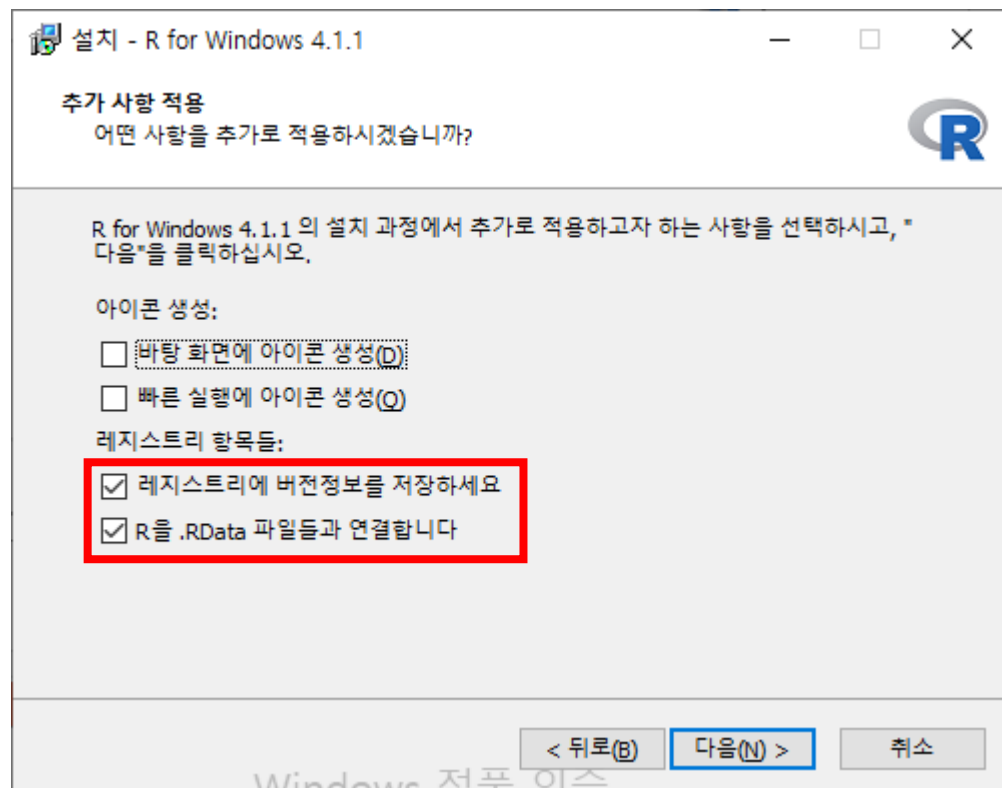 설치 - R for Windows 4.1.1
추가 사항 적용
어떤 사항을 추가로 적용하시겠습니까?
R
R for Windows 4.1.1 의 설치 과정에서 추가로 적용하고자 하는 사항을 선택하시고, "
다음"을 클릭하십시오.
아이콘 생성:
바탕 화면에 아이콘 생성(D)
빠른 실행에 아이콘 생성(Q)
레지스트리 항목들:
레지스트리에 버전정보를 저장하세요
R을 .RData 파일들과 연결합니다
< 뒤로(B) 다음(N) > 취소
Windows 정품 인증